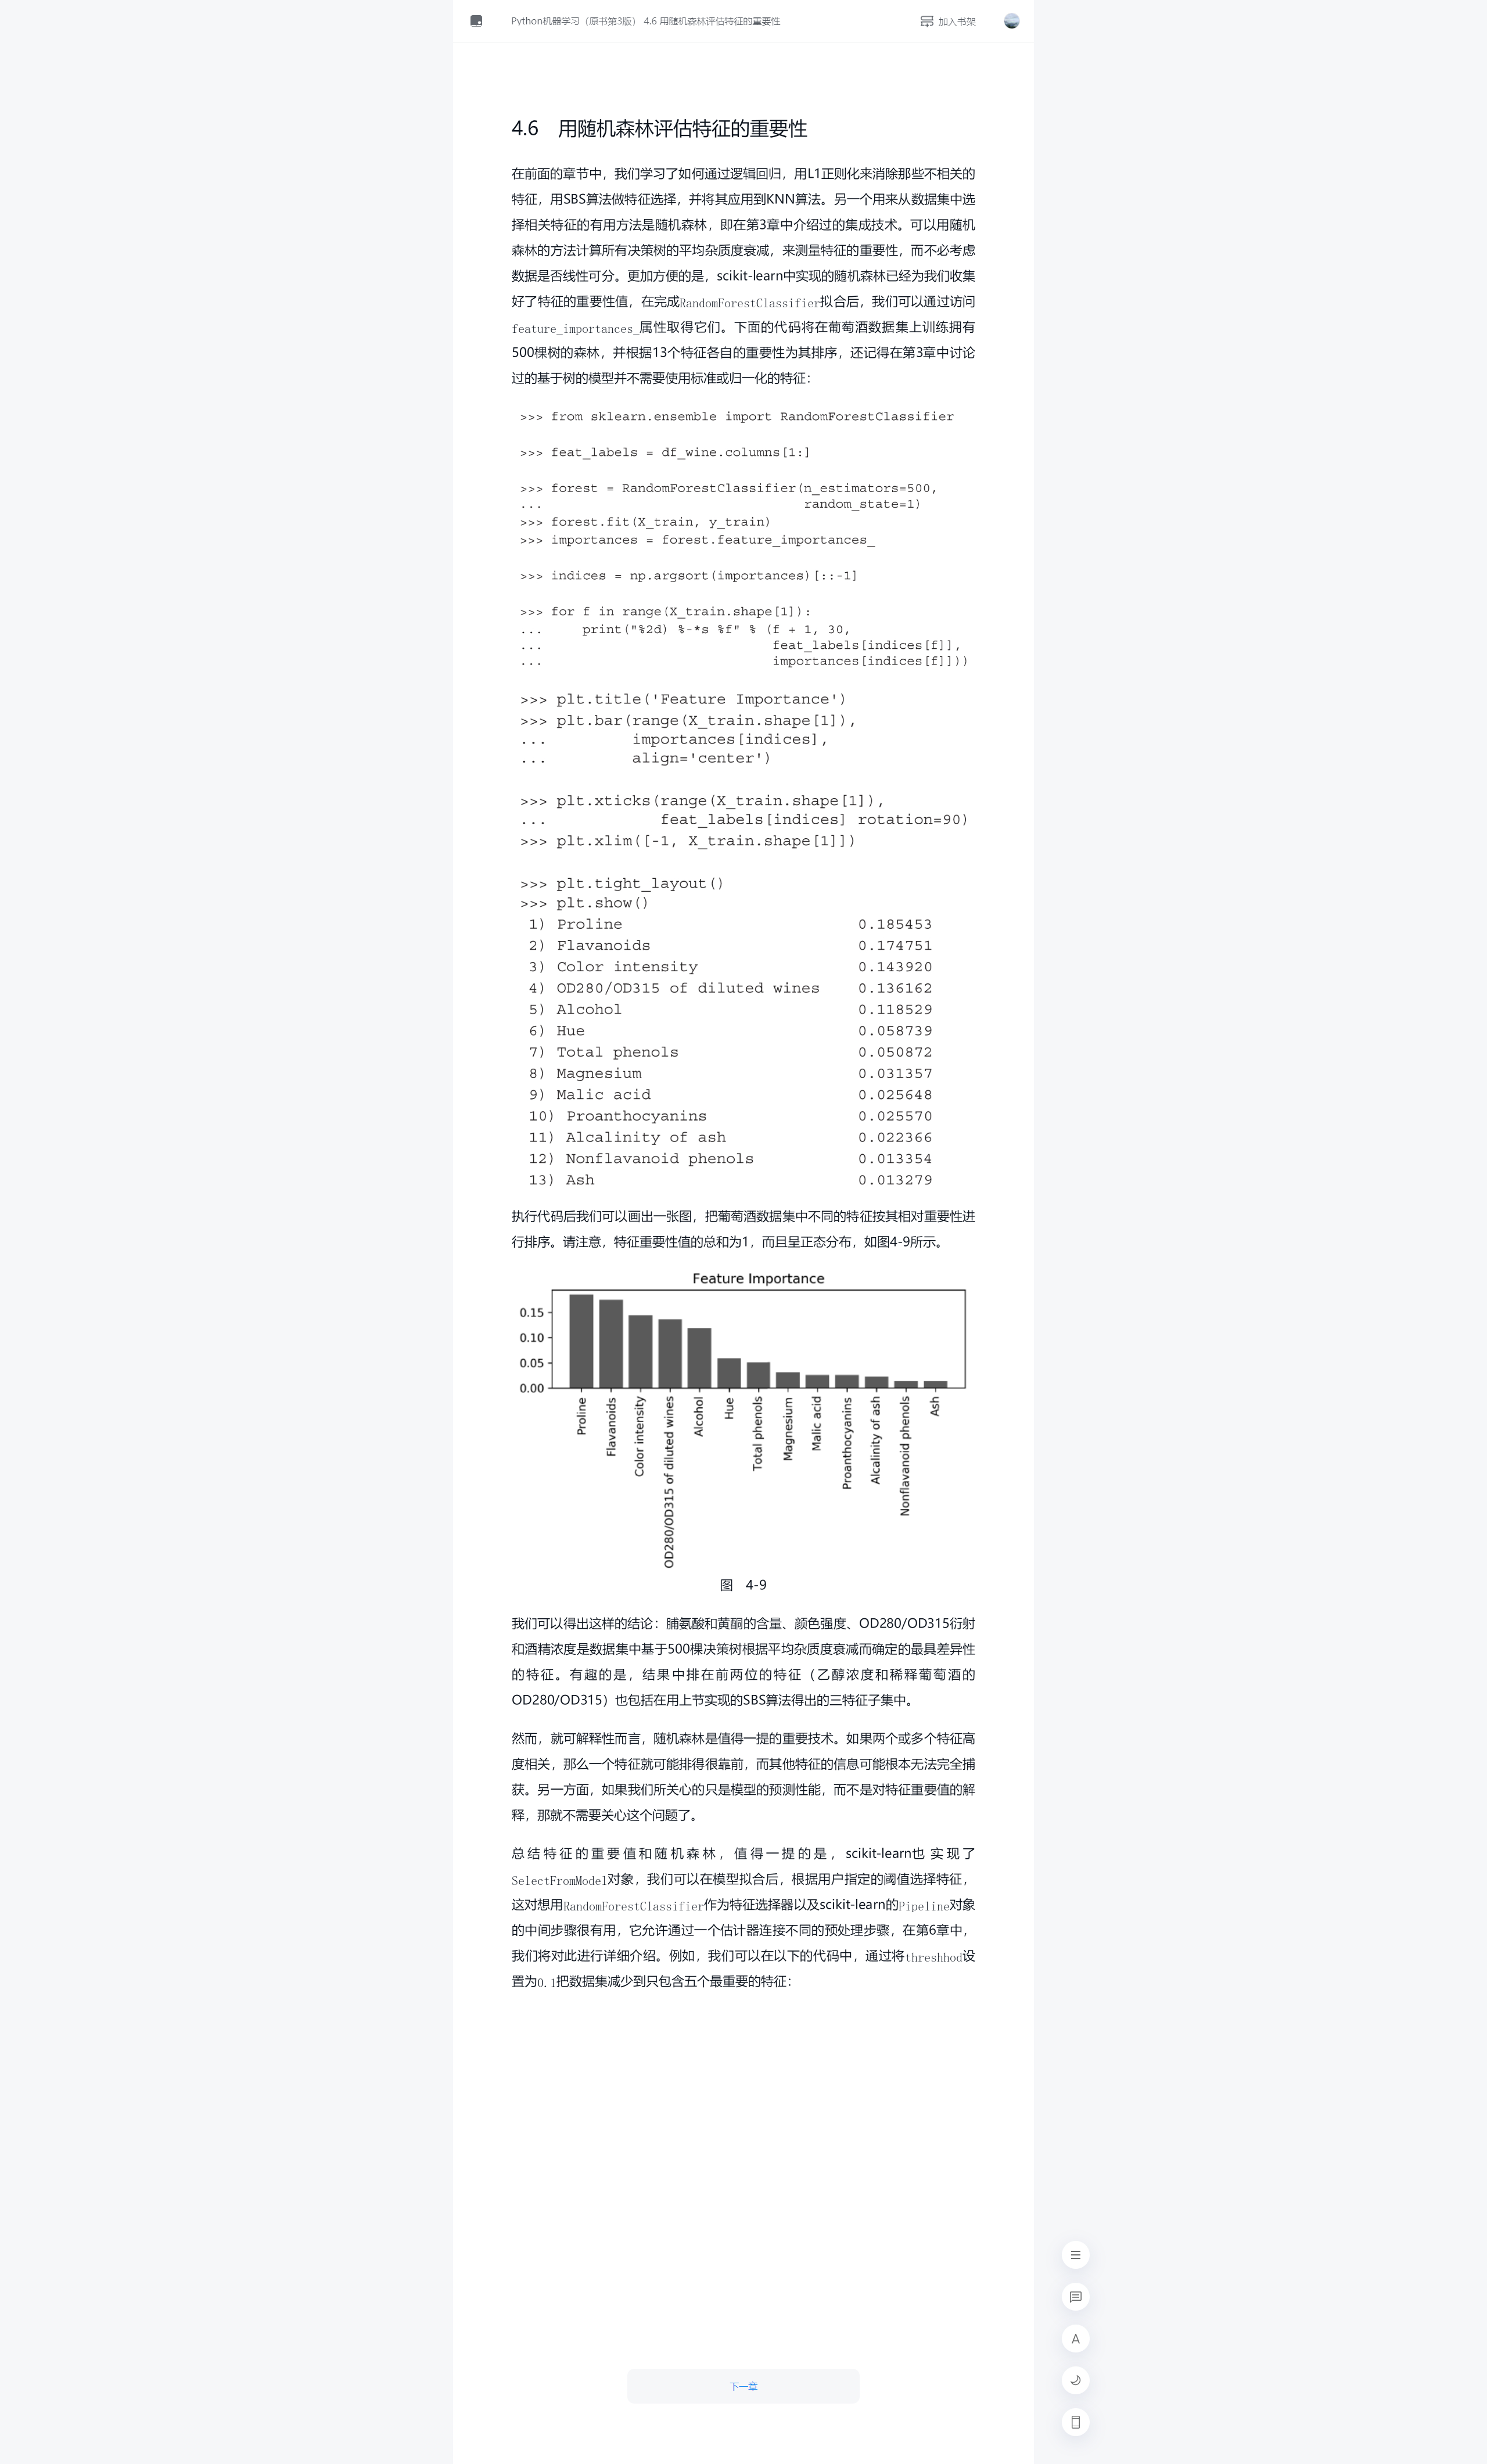 Python机器学习（原书第3版） 4.6 用随机森林评估特征的重要性
加入书架
4.6 用随机森林评估特征的重要性
在前面的章节中，我们学习了如何通过逻辑回归，用L1正则化来消除那些不相关的
特征，用SBS算法做特征选择，并将其应用到KNN算法。另一个用来从数据集中选
择相关特征的有用方法是随机森林，即在第3章中介绍过的集成技术。可以用随机
森林的方法计算所有决策树的平均杂质度衰减，来测量特征的重要性，而不必考虑
数据是否线性可分。更加方便的是，scikit-learn中实现的随机森林已经为我们收集
好了特征的重要性值，在完成RandomForestClassifier拟合后，我们可以通过访问
feature_importances_属性取得它们。下面的代码将在葡萄酒数据集上训练拥有
500棵树的森林，并根据13个特征各自的重要性为其排序，还记得在第3章中讨论
过的基于树的模型并不需要使用标准或归一化的特征：
>>> from sklearn.ensemble import RandomForestClassifier
>>> feat_labels = df_wine.columns[1:]
>>> forest = RandomForestClassifier(n_estimators=500,
... random_state=1)
>>> forest.fit(X_train, y_train)
>>> importances = forest.feature_importances_
>>> indices = np.argsort(importances)[::-1]
>>> for f in range(X_train.shape[1]):
... print("%2d) %-*s %f" % (f + 1, 30,
... feat_labels[indices[f]],
... importances[indices[f]]))
>>> plt.title('Feature Importance')
>>> plt.bar(range(X_train.shape[1]),
... importances[indices],
... align='center')
>>> plt.xticks(range(X_train.shape[1]),
... feat_labels[indices] rotation=90)
>>> plt.xlim([-1, X_train.shape[1]])
>>> plt.tight_layout()
>>> plt.show()
1) Proline 0.185453
2) Flavanoids 0.174751
3) Color intensity 0.143920
4) OD280/OD315 of diluted wines 0.136162
5) Alcohol 0.118529
6) Hue 0.058739
7) Total phenols 0.050872
8) Magnesium 0.031357
9) Malic acid 0.025648
10) Proanthocyanins 0.025570
11) Alcalinity of ash 0.022366
12) Nonflavanoid phenols 0.013354
13) Ash 0.013279
执行代码后我们可以画出一张图，把葡萄酒数据集中不同的特征按其相对重要性进
行排序。请注意，特征重要性值的总和为1，而且呈正态分布，如图4-9所示。
Feature Importance
0.15
0.10
0.05
0.00
Proline
Flavanoids
Color intensity
OD280/OD315 of diluted wines
Alcohol
Hue
Total phenols
Magnesium
Malic acid
Proanthocyanins
Alcalinity of ash
Nonflavanoid phenols
Ash
图 4-9
我们可以得出这样的结论：脯氨酸和黄酮的含量、颜色强度、OD280/OD315衍射
和酒精浓度是数据集中基于500棵决策树根据平均杂质度衰减而确定的最具差异性
的特征。有趣的是，结果中排在前两位的特征（乙醇浓度和稀释葡萄酒的
OD280/OD315）也包括在用上节实现的SBS算法得出的三特征子集中。
然而，就可解释性而言，随机森林是值得一提的重要技术。如果两个或多个特征高
度相关，那么一个特征就可能排得很靠前，而其他特征的信息可能根本无法完全捕
获。另一方面，如果我们所关心的只是模型的预测性能，而不是对特征重要值的解
释，那就不需要关心这个问题了。
总结特征的重要值和随机森林，值得一提的是，scikit-learn也实现了
SelectFromModel对象，我们可以在模型拟合后，根据用户指定的阈值选择特征，
这对想用RandomForestClassifier作为特征选择器以及scikit-learn的Pipeline对象
的中间步骤很有用，它允许通过一个估计器连接不同的预处理步骤，在第6章中，
我们将对此进行详细介绍。例如，我们可以在以下的代码中，通过将threshhod设
置为0.1把数据集减少到只包含五个最重要的特征：
A
下一章